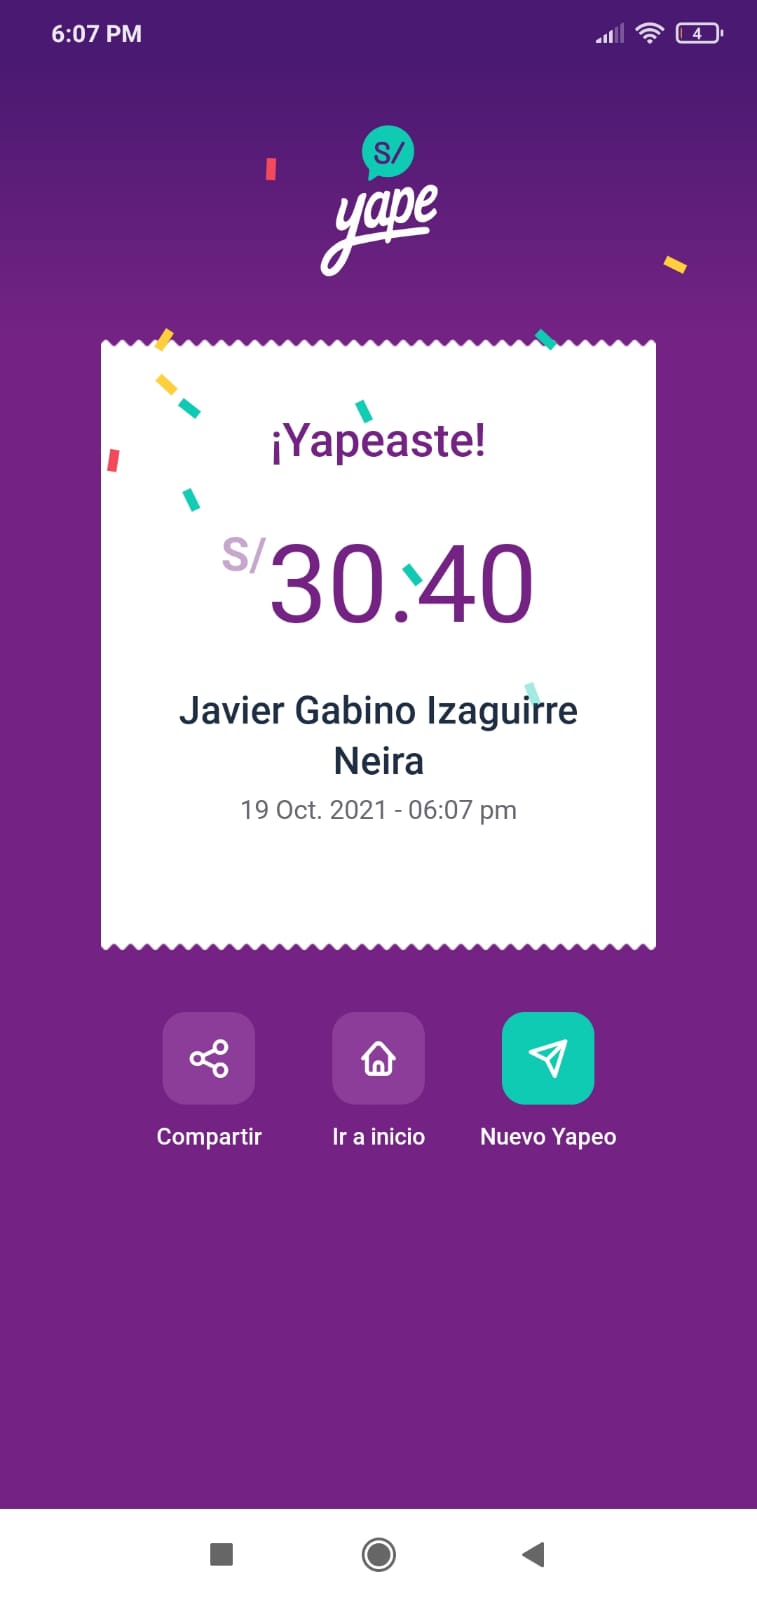 6:07 PM
4
S/
yape
¡Yapeaste!
S/30.40
Javier Gabino Izaguirre
Neira
19 Oct. 2021 - 06:07 pm
Compartir
Ir a inicio
Nuevo Yapeo